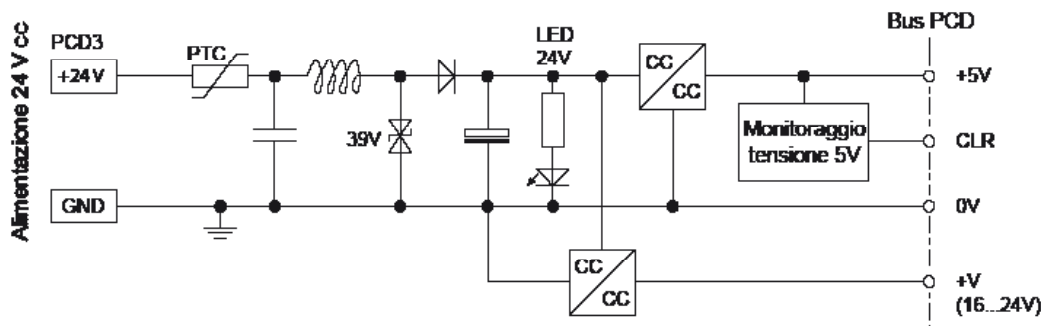 Alimentazione 24 V cc
PCD3
+24V
GND
PTC
39V
LED
24V
CC
CC
CC
CC
Monitoraggio
tensione 5V
Bus PCD
+5V
CLR
0V
+V
(16...24V)